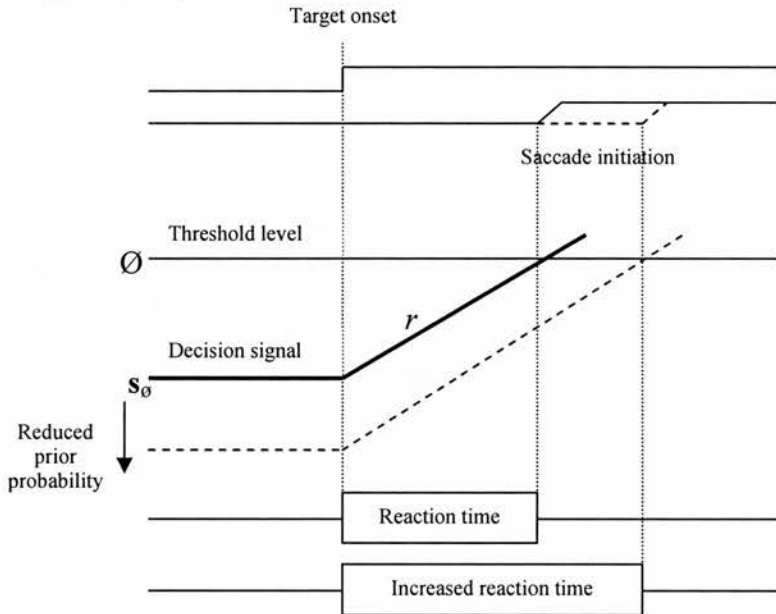 Target onset
Saccade initiation
Threshold level
Ø
r
Decision signal
sø
Reduced
prior
probability
Reaction time
Increased reaction time